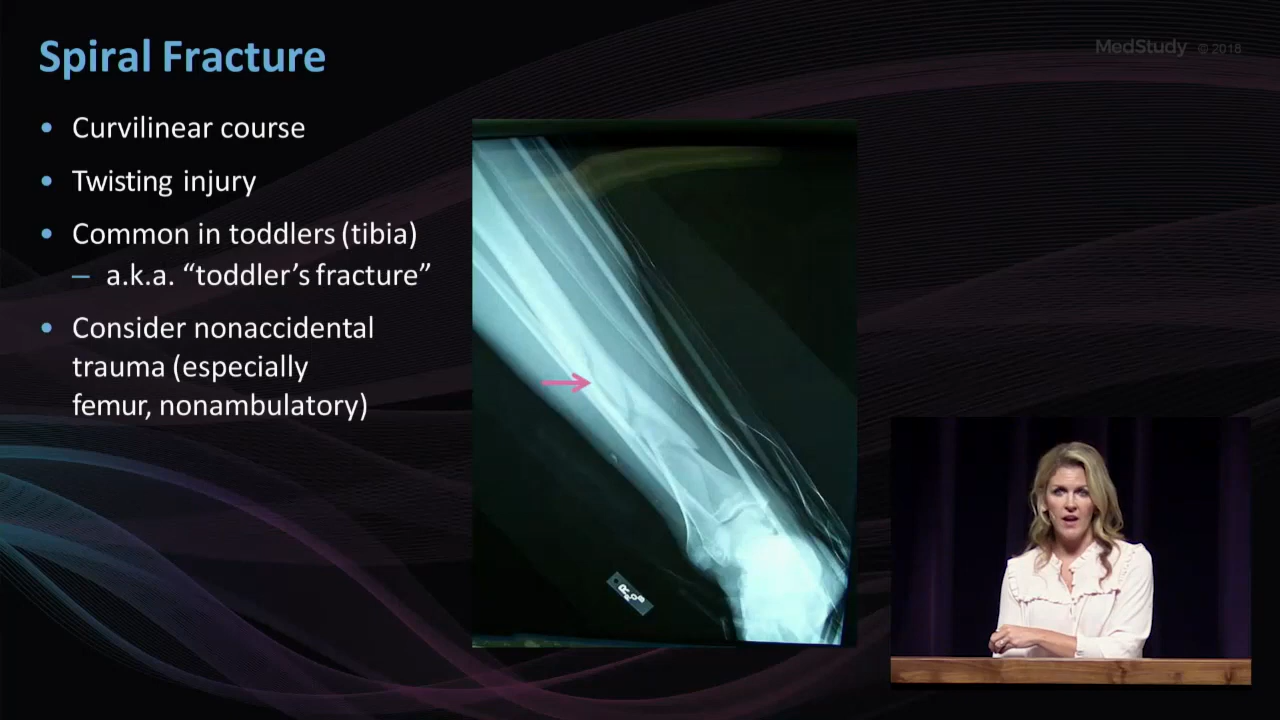 Spiral Fracture
MedStudy © 2018
• Curvilinear course
• Twisting injury
• Common in toddlers (tibia)
– a.k.a. “toddler’s fracture”
• Consider nonaccidental
trauma (especially
femur, nonambulatory)